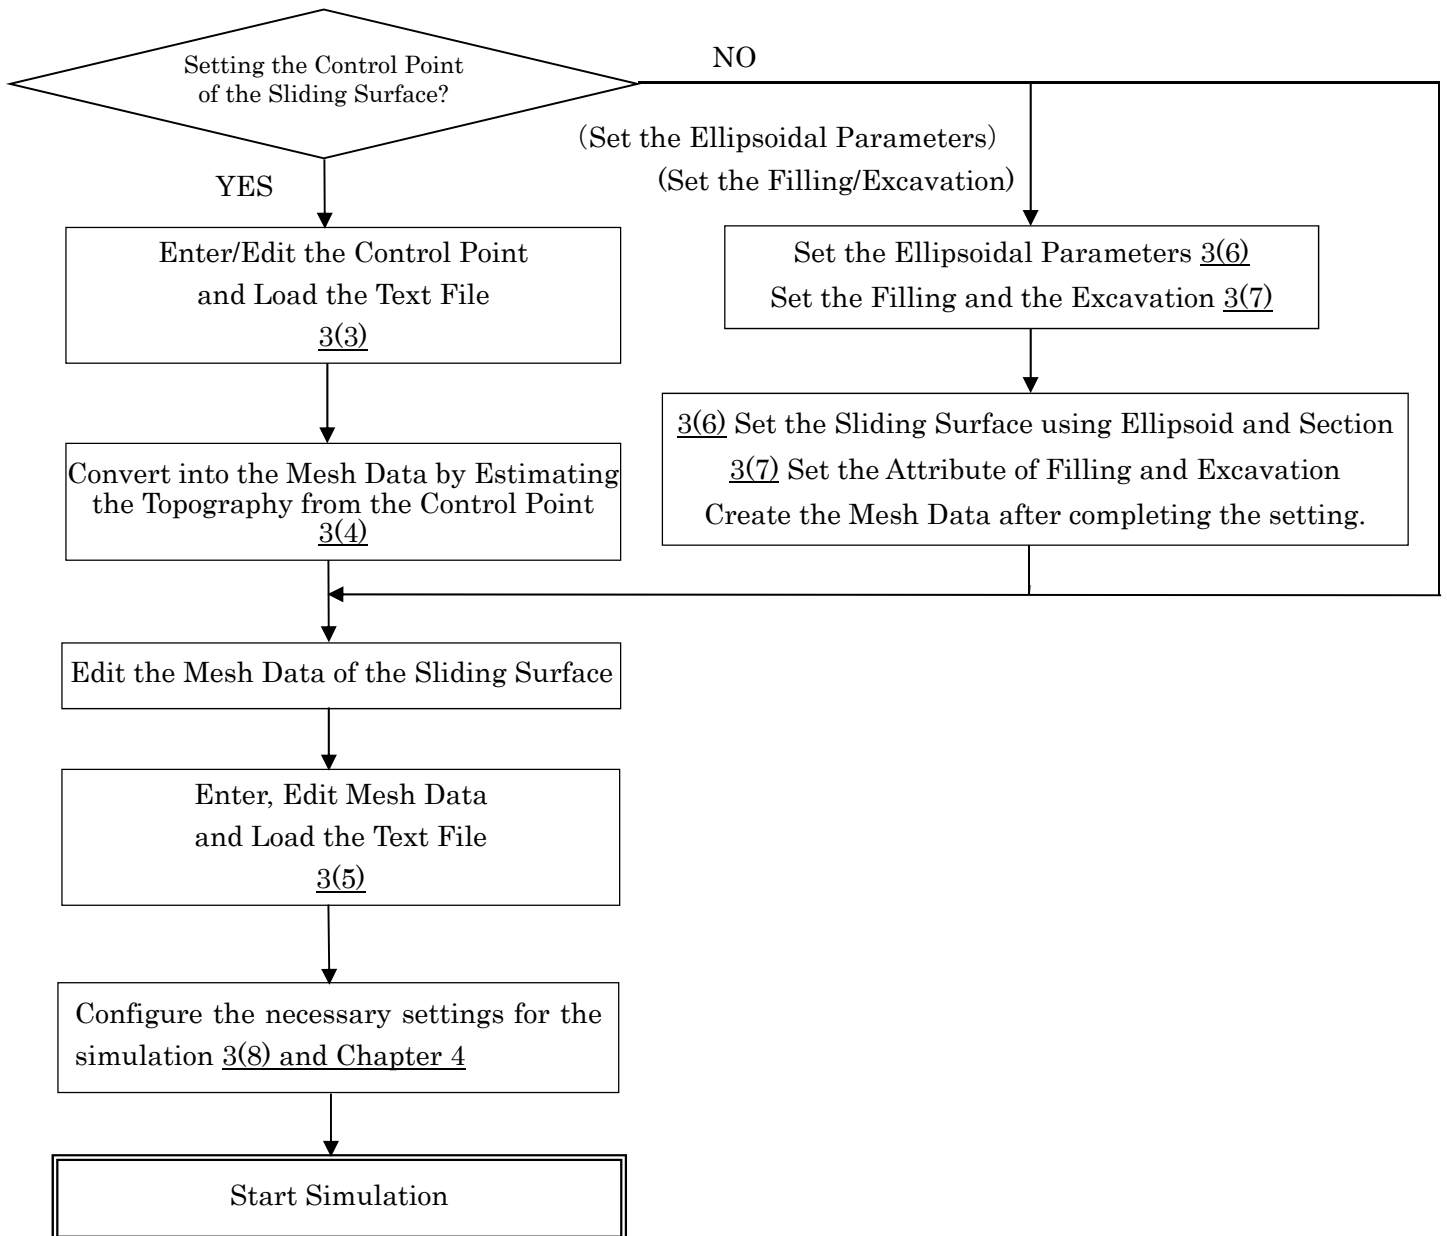 Setting the Control Point
of the Sliding Surface?
NO
YES
(Set the Ellipsoidal Parameters)
(Set the Filling/Excavation)
Enter/Edit the Control Point
and Load the Text File
3(3)
Set the Ellipsoidal Parameters 3(6)
Set the Filling and the Excavation 3(7)
Convert into the Mesh Data by Estimating
the Topography from the Control Point
3(4)
3(6) Set the Sliding Surface using Ellipsoid and Section
3(7) Set the Attribute of Filling and Excavation
Create the Mesh Data after completing the setting.
Edit the Mesh Data of the Sliding Surface
Enter, Edit Mesh Data
and Load the Text File
3(5)
Configure the necessary settings for the
simulation 3(8) and Chapter 4
Start Simulation